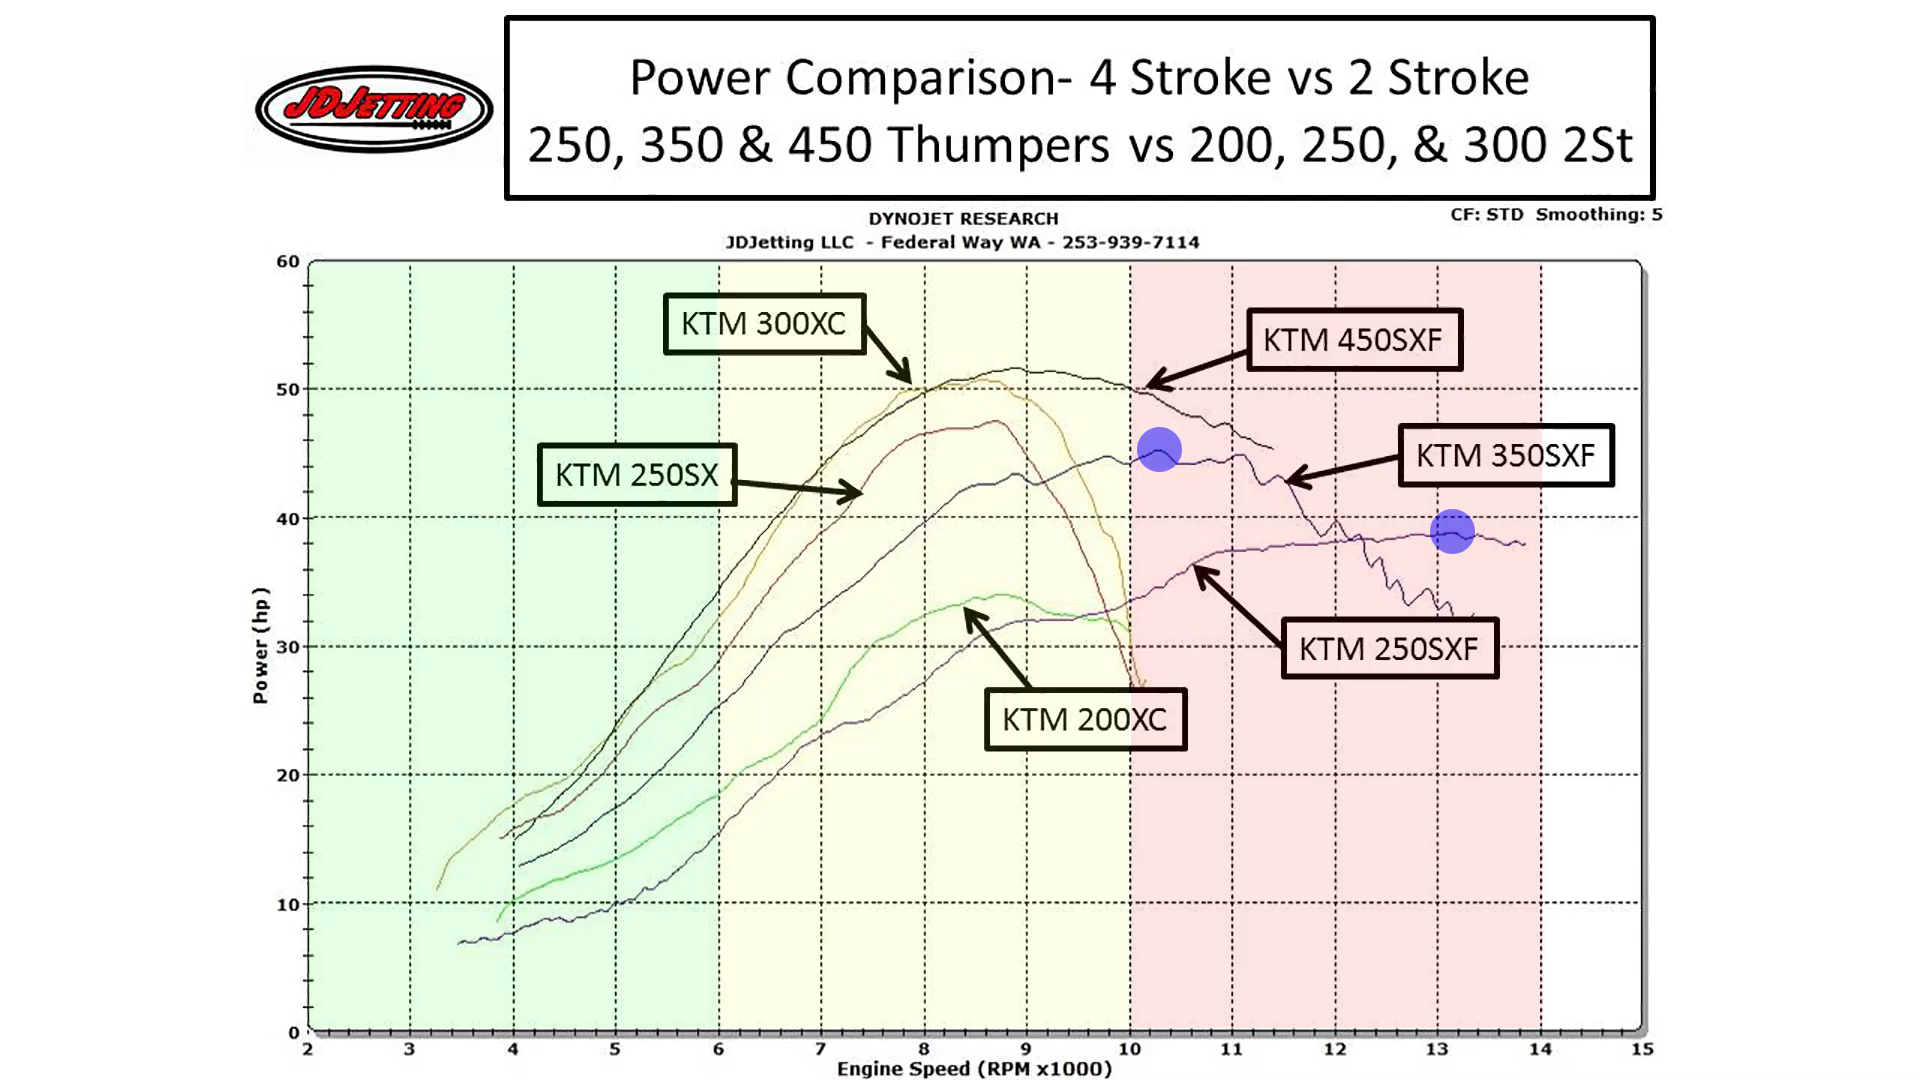 JDJETTING
Power Comparison- 4 Stroke vs 2 Stroke
250, 350 & 450 Thumpers vs 200, 250, & 300 2St
DYNOJET RESEARCH
CF: STD Smoothing: 5
JDJetting LLC - Federal Way WA - 253-939-7114
60
50
40
30
20
10
0
Power (hp)
KTM 300XC
KTM 450SXF
KTM 250SX
KTM 350SXF
KTM 250SXF
KTM 200XC
2 3 4 5 6 7 8 9 10 11 12 13 14 15
Engine Speed (RPM x1000)